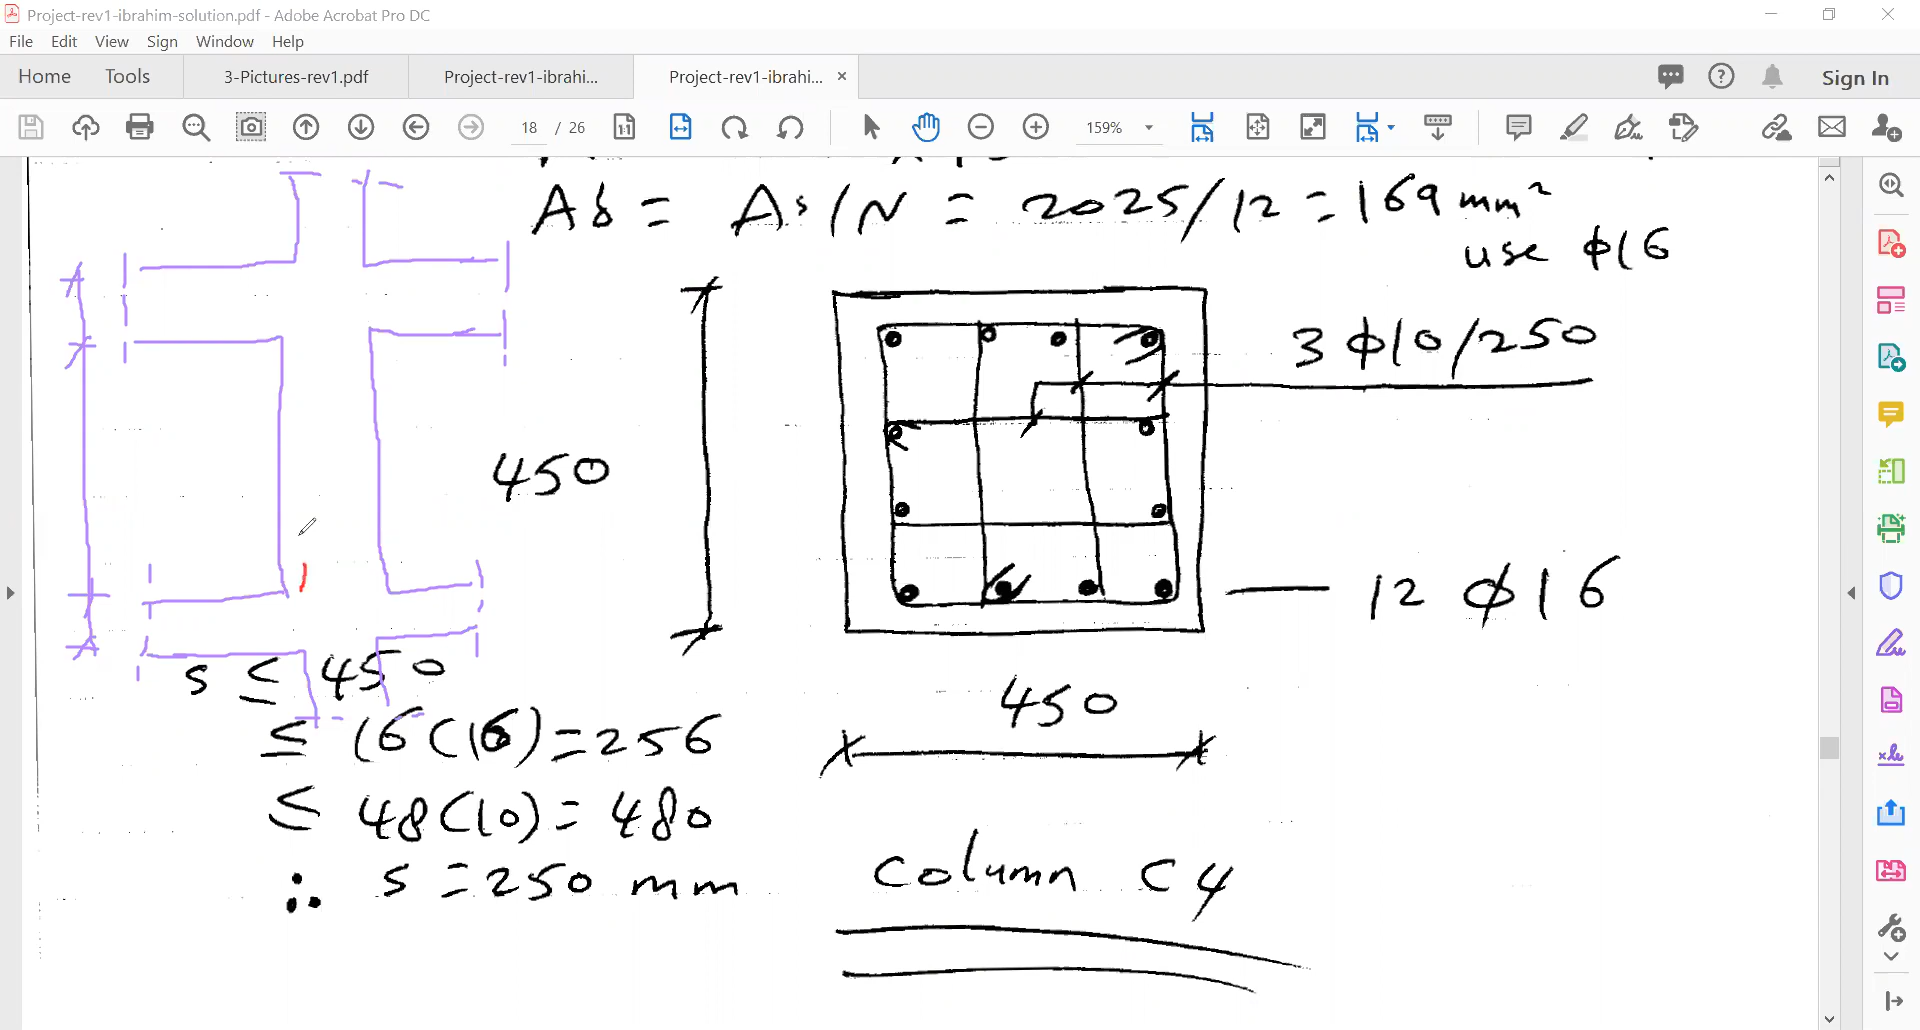 Project-rev1-ibrahim-solution.pdf - Adobe Acrobat Pro DC
File Edit View Sign Window Help
Home Tools 3-Pictures-rev1.pdf Project-rev1-ibrahi... Project-rev1-ibrahi... × Sign In
18 / 26 159%
Ab = As/N = 2025/12 = 169 mm²
use ϕ16
3 ϕ10/250
450
12 ϕ16
s ≤ 450
≤ 16(16) = 256
450
≤ 48(10) = 480
∴ s = 250 mm
Column C4